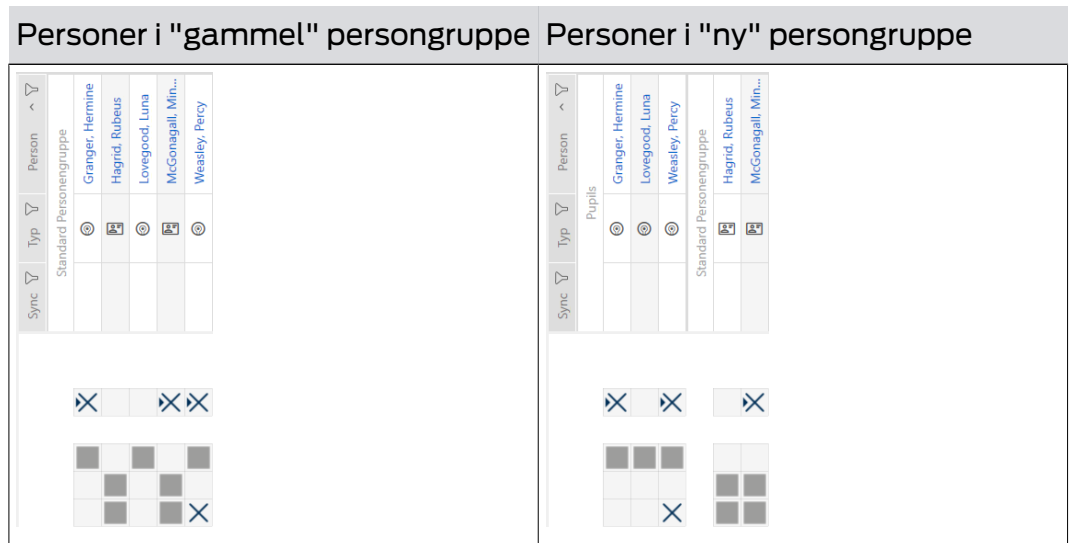 Personer i "gammel" persongruppe
Personer i "ny" persongruppe
Sync Typ Person
Standard Personengruppe
Granger, Hermine
Hagrid, Rubeus
Lovegood, Luna
McGonagall, Min...
Weasley, Percy
Sync Typ Person
Pupils
Granger, Hermine
Lovegood, Luna
Weasley, Percy
Standard Personengruppe
Hagrid, Rubeus
McGonagall, Min...